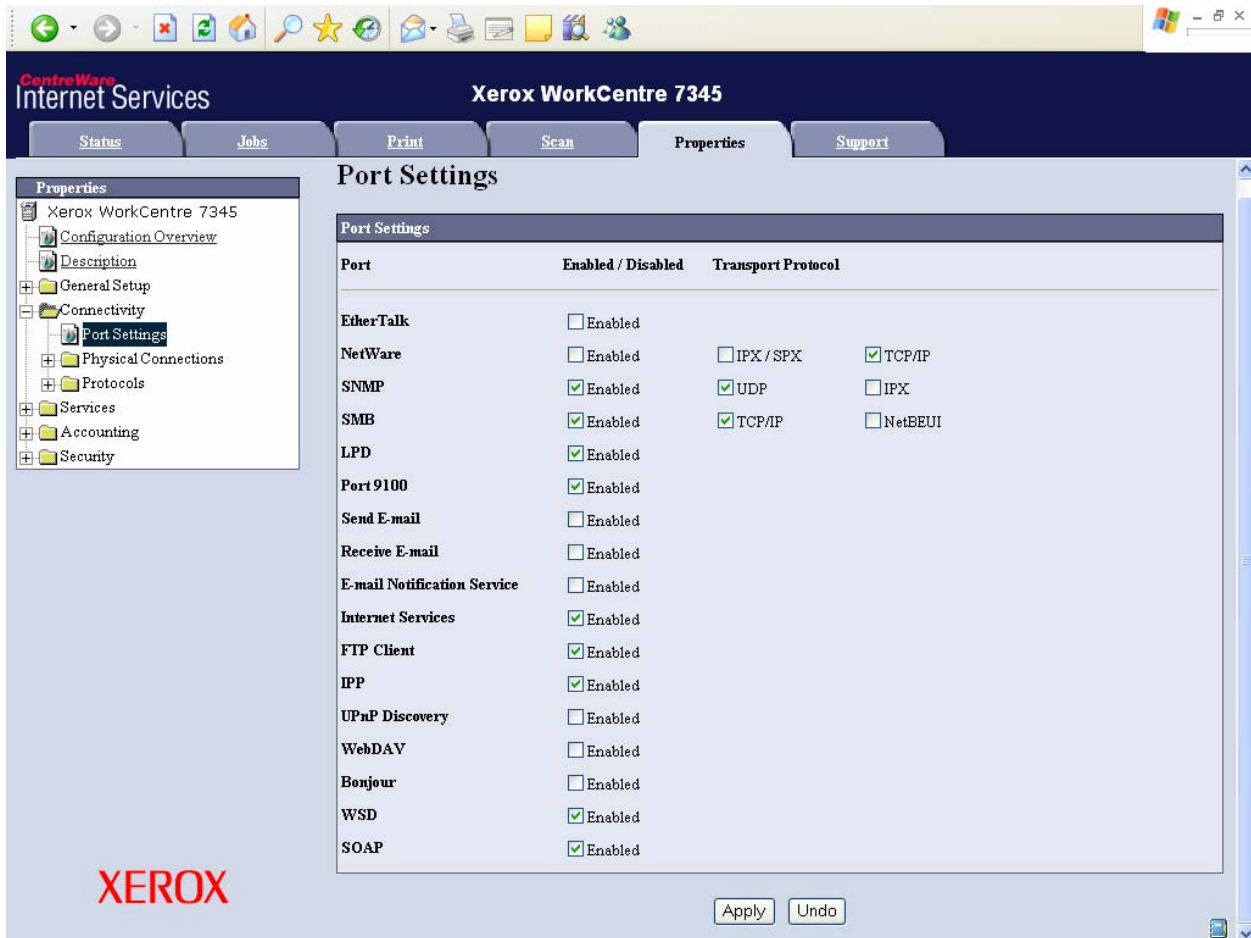 CentreWare
Internet Services
Xerox WorkCentre 7345
Status Jobs Print Scan Properties Support
Properties
Xerox WorkCentre 7345
Configuration Overview
Description
General Setup
Connectivity
Port Settings
Physical Connections
Protocols
Services
Accounting
Security
XEROX
Port Settings
Port Settings
Port Enabled / Disabled Transport Protocol
EtherTalk Enabled
NetWare Enabled IPX / SPX TCP/IP
SNMP Enabled UDP IPX
SMB Enabled TCP/IP NetBEUI
LPD Enabled
Port 9100 Enabled
Send E-mail Enabled
Receive E-mail Enabled
E-mail Notification Service Enabled
Internet Services Enabled
FTP Client Enabled
IPP Enabled
UPnP Discovery Enabled
WebDAV Enabled
Bonjour Enabled
WSD Enabled
SOAP Enabled
Apply Undo